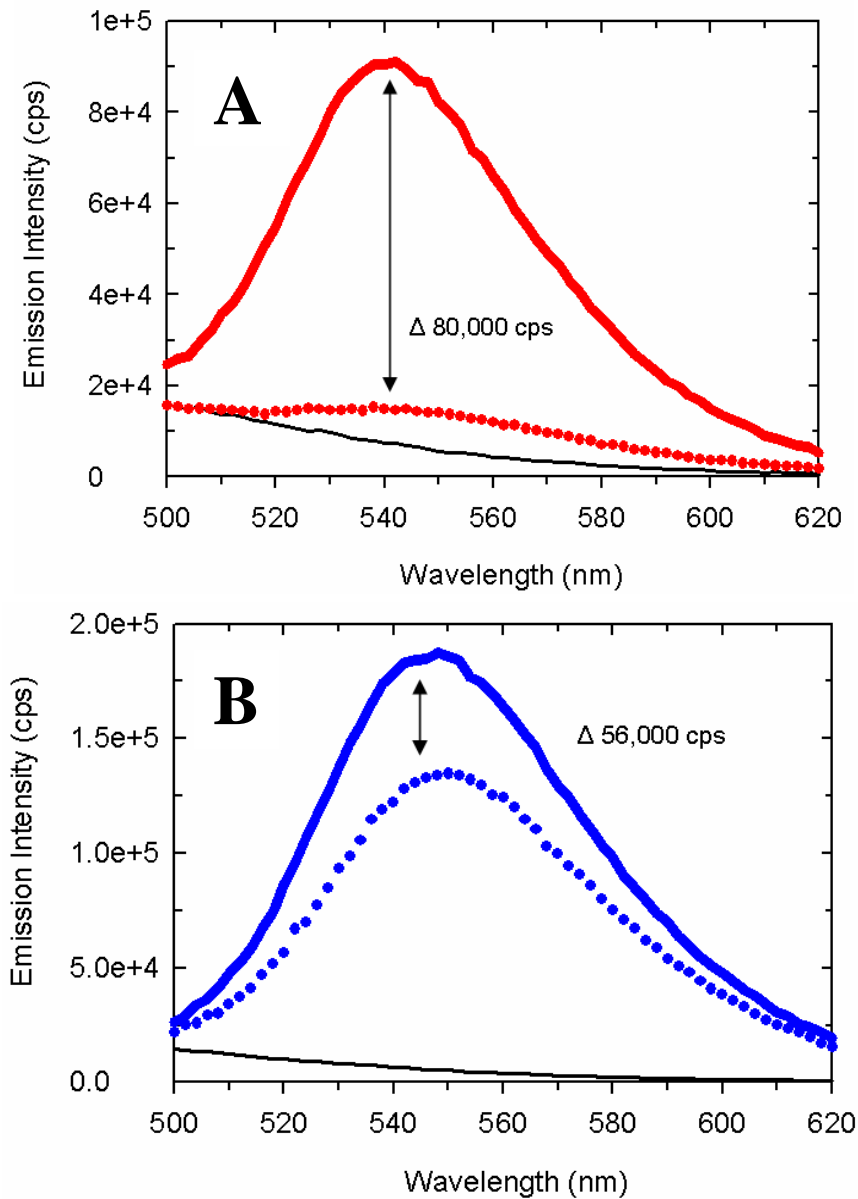 1e+5
8e+4
6e+4
4e+4
2e+4
0
Emission Intensity (cps)
A
Δ 80,000 cps
500 520 540 560 580 600 620
Wavelength (nm)
2.0e+5
1.5e+5
1.0e+5
5.0e+4
0.0
Emission Intensity (cps)
B
Δ 56,000 cps
500 520 540 560 580 600 620
Wavelength (nm)